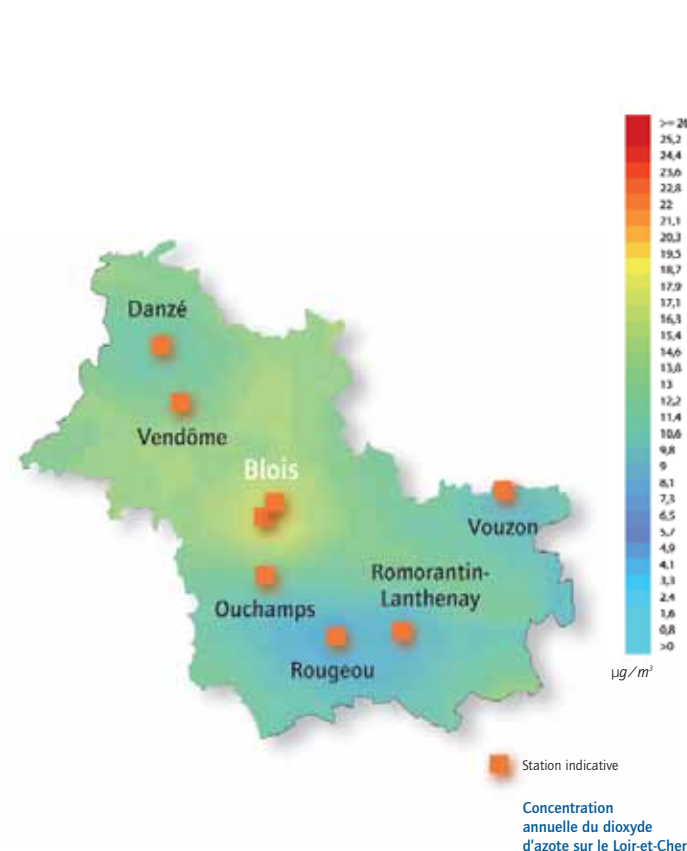 >= 26
25,2
24,4
23,6
22,8
22
21,1
20,3
19,5
18,7
17,9
17,1
16,3
15,4
14,6
13,8
13
12,2
11,4
10,6
9,8
9
8,1
7,3
6,5
5,7
4,9
4,1
3,3
2,4
1,6
0,8
>0
µg/m³
Danzé
Vendôme
Blois
Vouzon
Romorantin-
Lanthenay
Ouchamps
Rougeou
Station indicative
Concentration
annuelle du dioxyde
d'azote sur le Loir-et-Cher